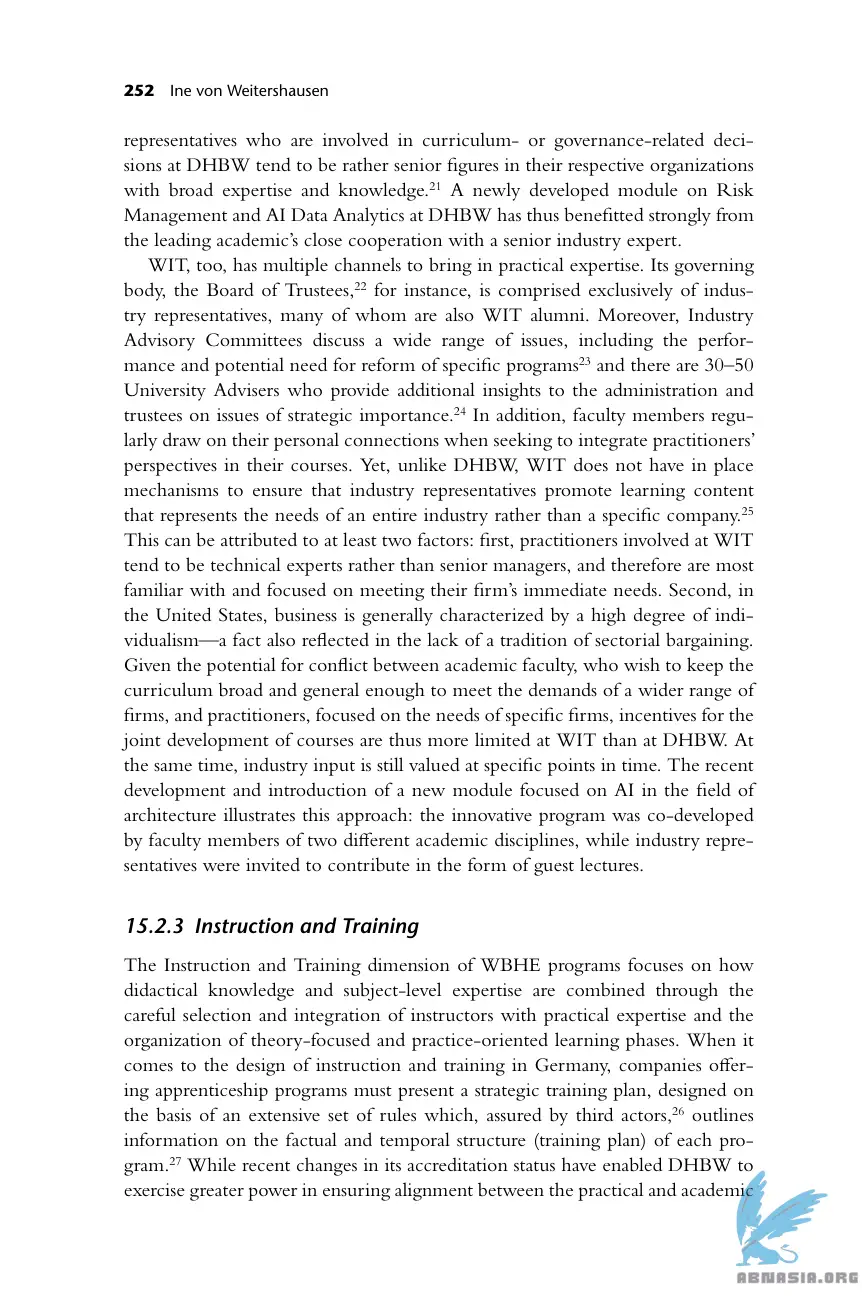 252 Ine von Weitershausen
representatives who are involved in curriculum- or governance-related deci-
sions at DHBW tend to be rather senior figures in their respective organizations
with broad expertise and knowledge.21 A newly developed module on Risk
Management and AI Data Analytics at DHBW has thus benefitted strongly from
the leading academic’s close cooperation with a senior industry expert.
WIT, too, has multiple channels to bring in practical expertise. Its governing
body, the Board of Trustees,22 for instance, is comprised exclusively of indus-
try representatives, many of whom are also WIT alumni. Moreover, Industry
Advisory Committees discuss a wide range of issues, including the perfor-
mance and potential need for reform of specific programs23 and there are 30–50
University Advisers who provide additional insights to the administration and
trustees on issues of strategic importance.24 In addition, faculty members regu-
larly draw on their personal connections when seeking to integrate practitioners’
perspectives in their courses. Yet, unlike DHBW, WIT does not have in place
mechanisms to ensure that industry representatives promote learning content
that represents the needs of an entire industry rather than a specific company.25
This can be attributed to at least two factors: first, practitioners involved at WIT
tend to be technical experts rather than senior managers, and therefore are most
familiar with and focused on meeting their firm’s immediate needs. Second, in
the United States, business is generally characterized by a high degree of indi-
vidualism—a fact also reflected in the lack of a tradition of sectorial bargaining.
Given the potential for conflict between academic faculty, who wish to keep the
curriculum broad and general enough to meet the demands of a wider range of
firms, and practitioners, focused on the needs of specific firms, incentives for the
joint development of courses are thus more limited at WIT than at DHBW. At
the same time, industry input is still valued at specific points in time. The recent
development and introduction of a new module focused on AI in the field of
architecture illustrates this approach: the innovative program was co-developed
by faculty members of two different academic disciplines, while industry repre-
sentatives were invited to contribute in the form of guest lectures.
15.2.3 Instruction and Training
The Instruction and Training dimension of WBHE programs focuses on how
didactical knowledge and subject-level expertise are combined through the
careful selection and integration of instructors with practical expertise and the
organization of theory-focused and practice-oriented learning phases. When it
comes to the design of instruction and training in Germany, companies offer-
ing apprenticeship programs must present a strategic training plan, designed on
the basis of an extensive set of rules which, assured by third actors,26 outlines
information on the factual and temporal structure (training plan) of each pro-
gram.27 While recent changes in its accreditation status have enabled DHBW to
exercise greater power in ensuring alignment between the practical and academic
ABNASIA.ORG